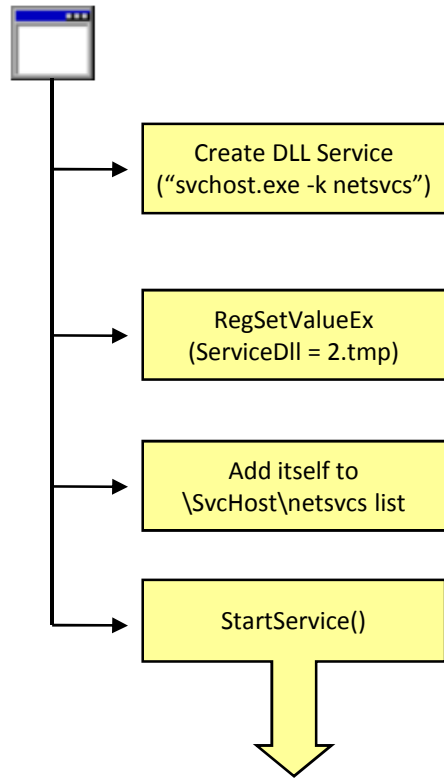 Create DLL Service
(“svchost.exe -k netsvcs”)
RegSetValueEx
(ServiceDll = 2.tmp)
Add itself to
\SvcHost\netsvcs list
StartService()